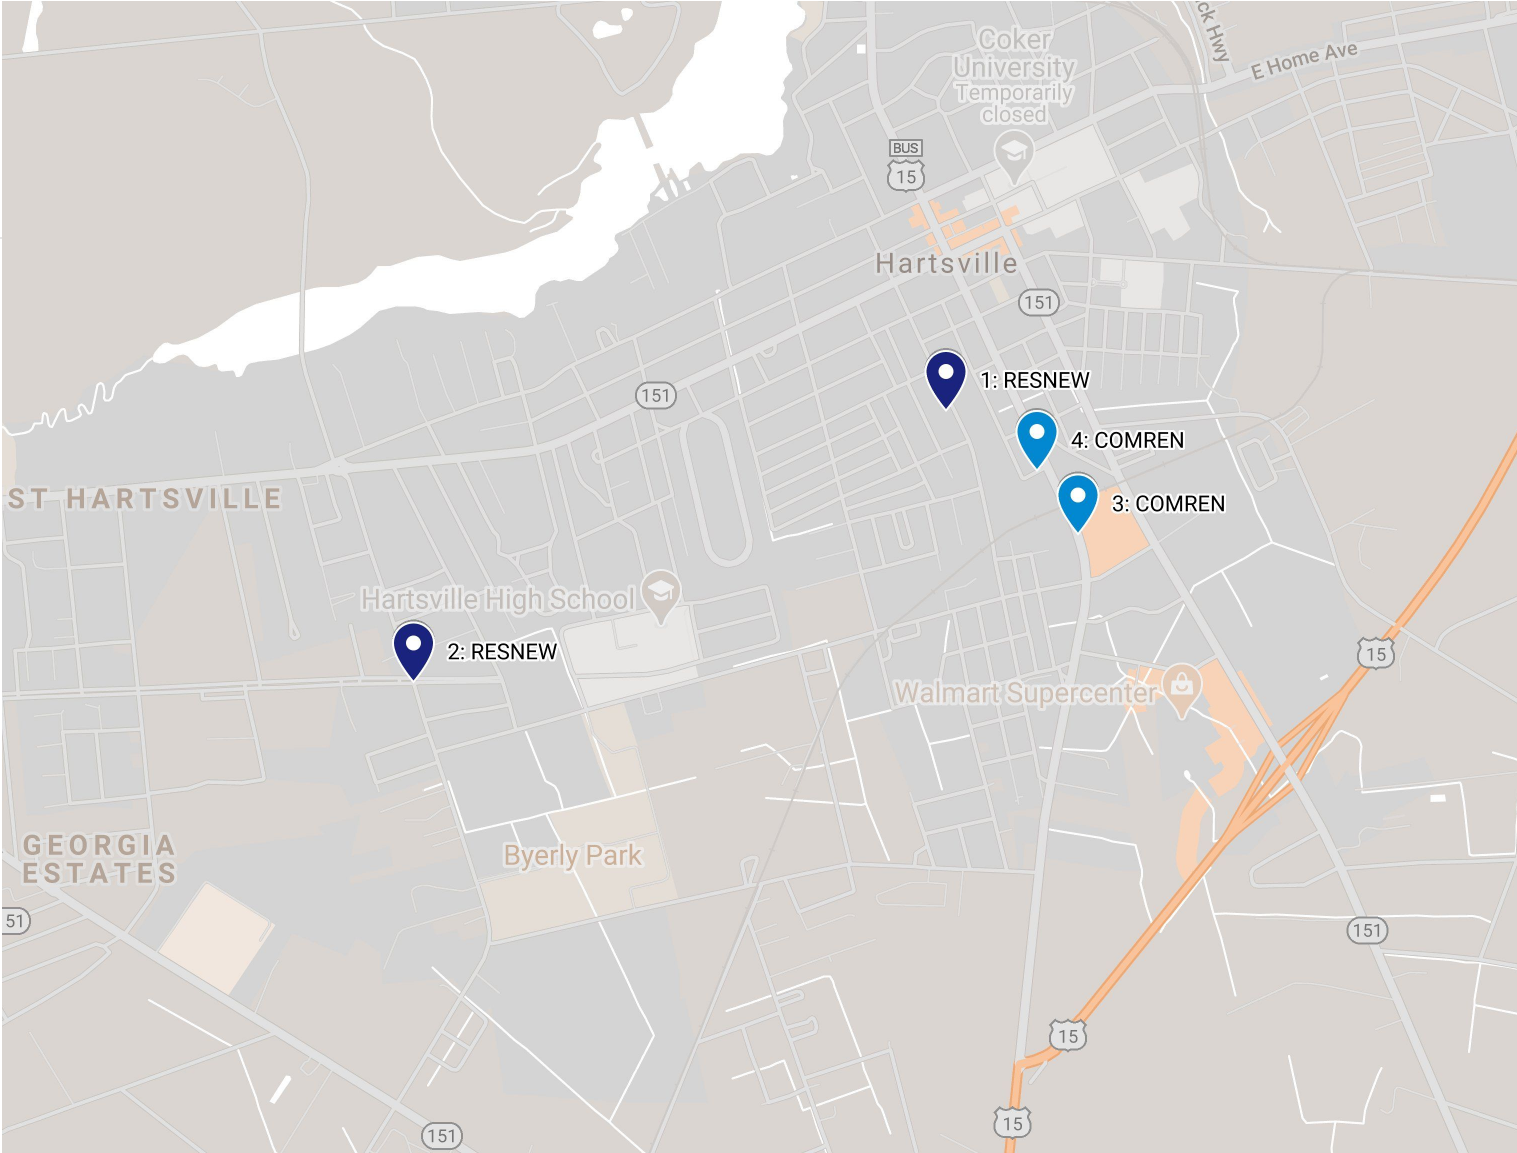 ck Hwy
E Home Ave
Coker
University
Temporarily
closed
BUS
15
Hartsville
151
1: RESNEW
151
4: COMREN
ST HARTSVILLE
3: COMREN
Hartsville High School
2: RESNEW
15
Walmart Supercenter
GEORGIA
ESTATES
Byerly Park
51
151
15
15
151